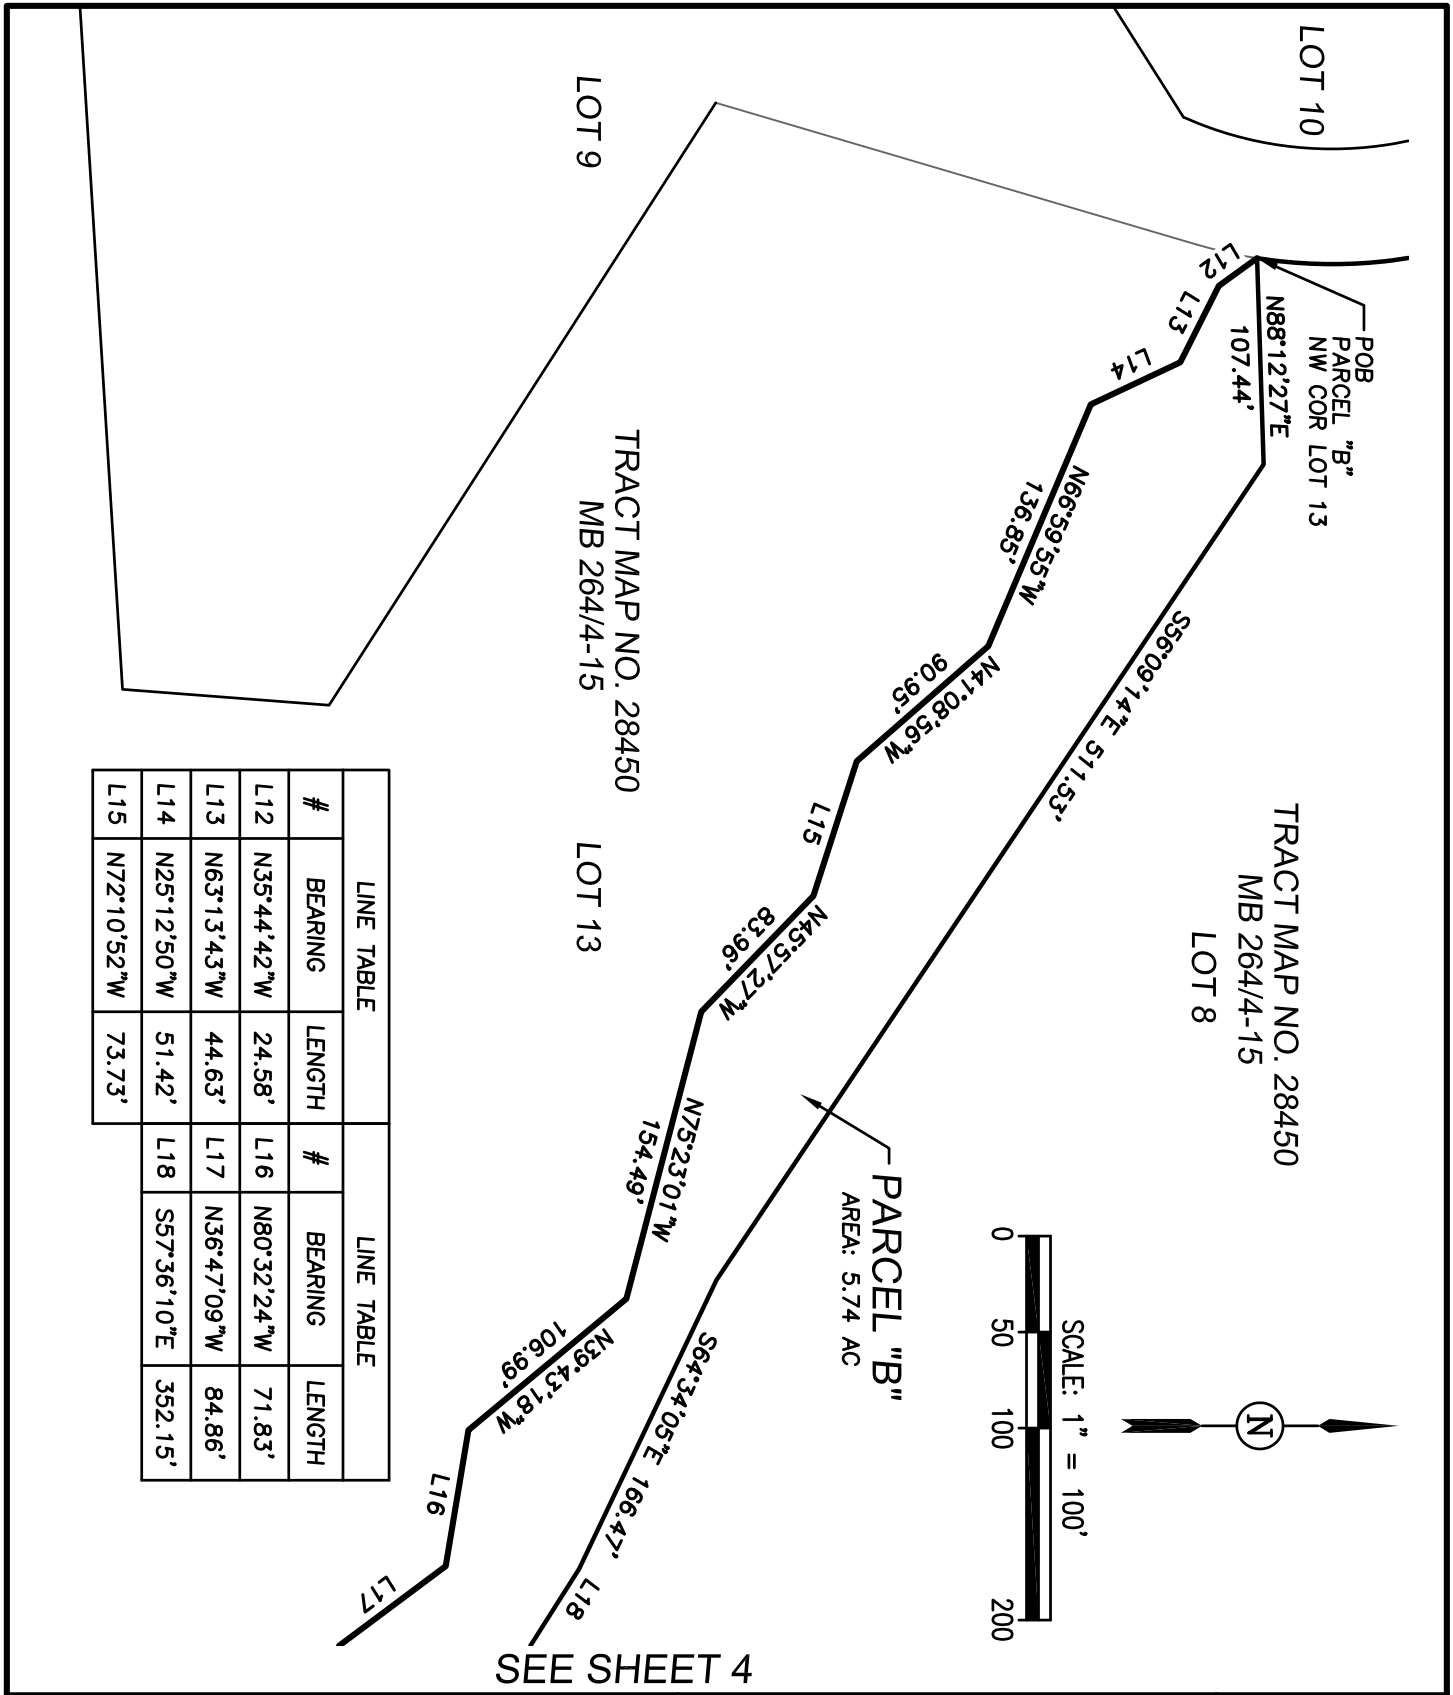 LOT 10
POB
PARCEL "B"
NW COR LOT 13
N88°12'27"E
107.44'
L12
L13
L14
N66°59'55"W
136.85'
N41°08'56"W
90.95'
L15
N45°57'27"W
83.96'
N75°23'01"W
154.49'
N39°43'18"W
106.99'
L16
L17
S56°09'14"E 511.53'
S64°34'05"E 166.47'
L18
TRACT MAP NO. 28450
MB 264/4-15
LOT 8
PARCEL "B"
AREA: 5.74 AC
N
SCALE: 1" = 100'
0 50 100 200
LOT 9
TRACT MAP NO. 28450
MB 264/4-15
LOT 13
LINE TABLE
# BEARING LENGTH
L12 N35°44'42"W 24.58'
L13 N63°13'43"W 44.63'
L14 N25°12'50"W 51.42'
L15 N72°10'52"W 73.73'
LINE TABLE
# BEARING LENGTH
L16 N80°32'24"W 71.83'
L17 N36°47'09"W 84.86'
L18 S57°36'10"E 352.15'
SEE SHEET 4